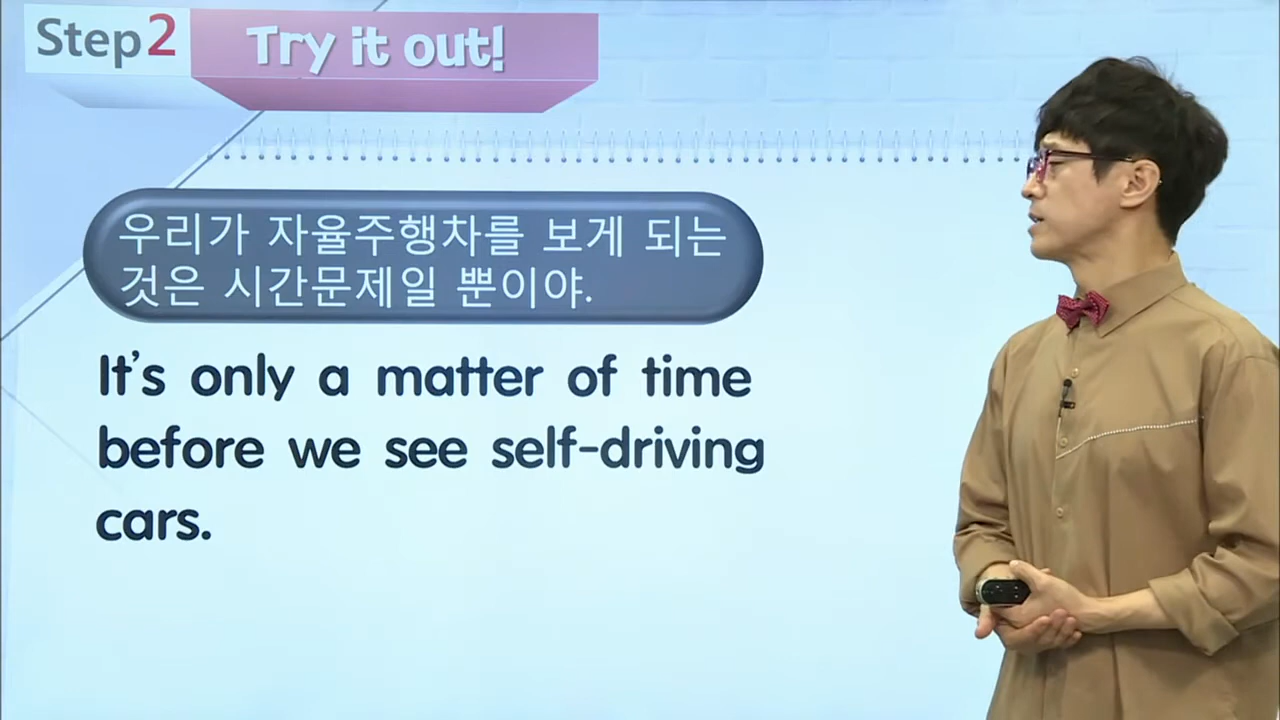 Step2
Try it out!
우리가 자율주행차를 보게 되는
것은 시간문제일 뿐이야.
It's only a matter of time
before we see self-driving
cars.